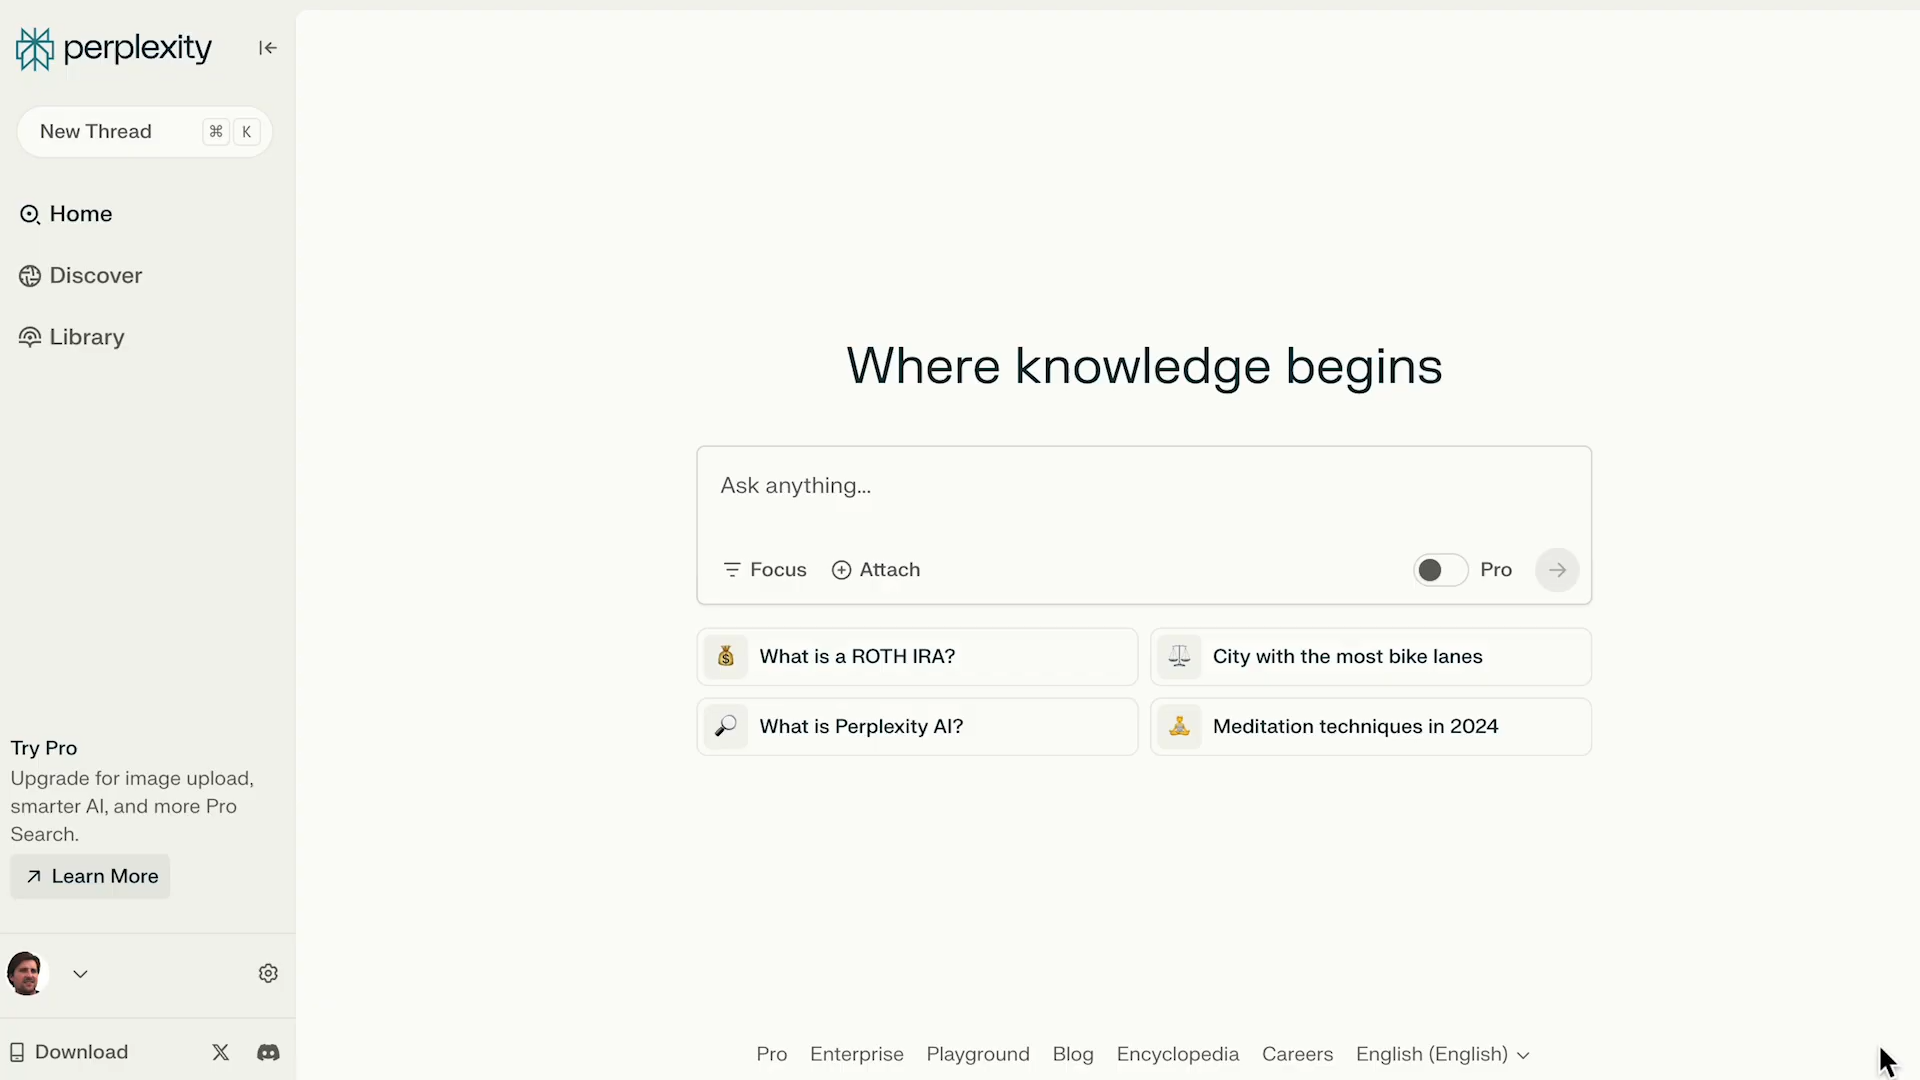 perplexity
New Thread ⌘ K
Home
Discover
Library
Where knowledge begins
Ask anything...
Focus Attach Pro
What is a ROTH IRA?
City with the most bike lanes
What is Perplexity AI?
Meditation techniques in 2024
Try Pro
Upgrade for image upload,
smarter AI, and more Pro
Search.
Learn More
Download
Pro Enterprise Playground Blog Encyclopedia Careers English (English)